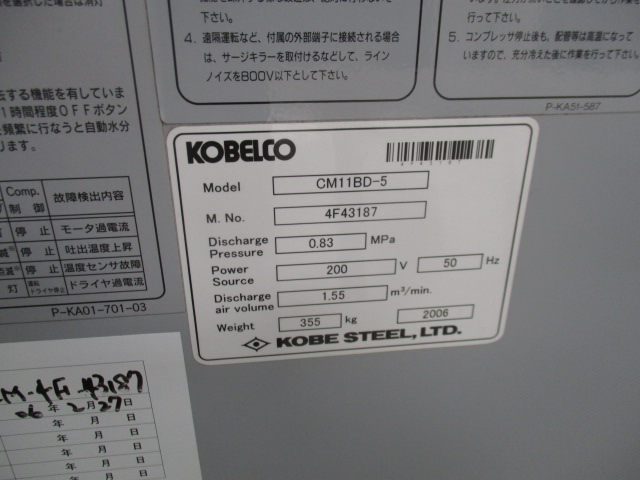 下さい。
4. 遠隔運転など、付属の外部端子に接続される場合
は、サージキラーを取付けるなどして、ライン
ノイズを800V以下として下さい。
行って下さい。
5. コンプレッサ停止後も、配管等は高温になって
いますので、充分冷えた後に作業を行って下さい。
P-KA51-587
する機能を有していま
1時間程度OFFボタン
頻繁に行なうと自動水分
ります。
Comp.
制御 故障検出内容
停止 モータ過電流
停止 吐出温度上昇
停止 温度センサ故障
灯 ドライヤ過電流
P-KA01-701-03
KOBELCO
4F43187
Model CM11BD-5
M. No. 4F43187
Discharge Pressure 0.83 MPa
Power Source 200 V 50 Hz
Discharge air volume 1.55 m³/min.
Weight 355 kg 2006
KOBE STEEL, LTD.
M-4F-43187
06年2月27日
年 月 日
年 月 日
年 月 日
年 月 日